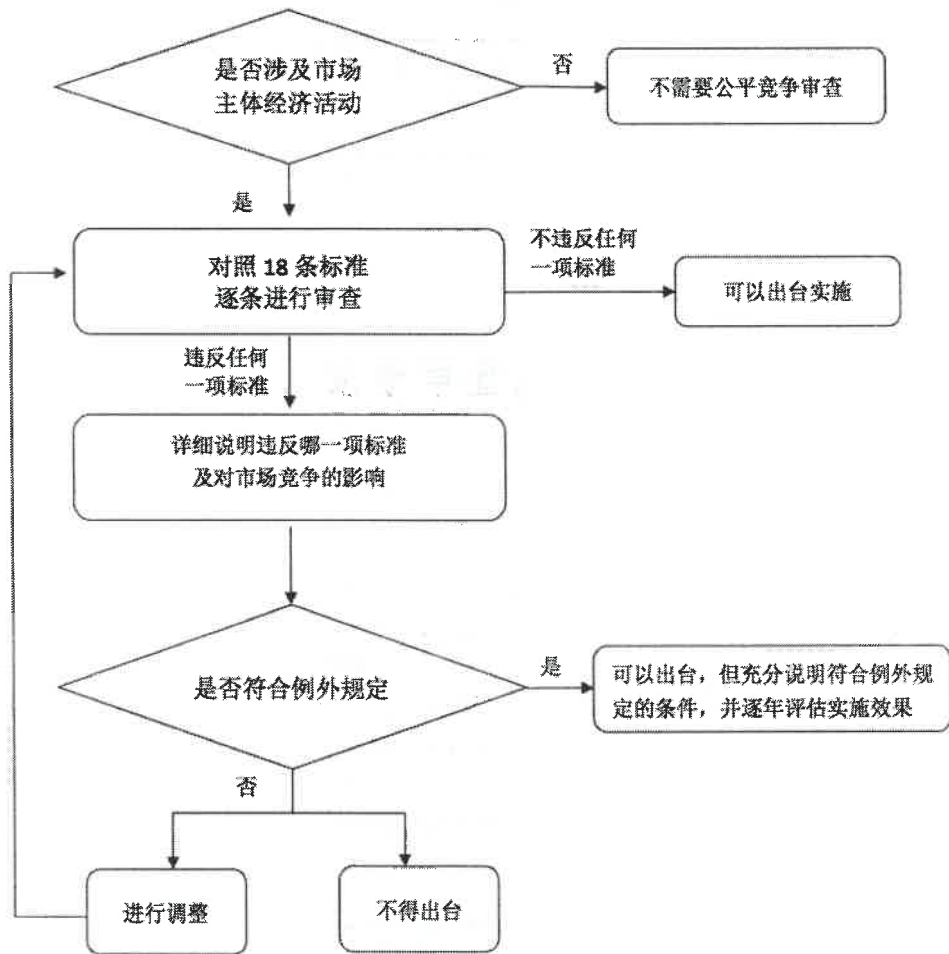 是否涉及市场
主体经济活动
否
不需要公平竞争审查
是
对照 18 条标准
逐条进行审查
不违反任何
一项标准
可以出台实施
违反任何
一项标准
详细说明违反哪一项标准
及对市场竞争的影响
是否符合例外规定
是
可以出台，但充分说明符合例外规
定的条件，并逐年评估实施效果
否
进行调整
不得出台